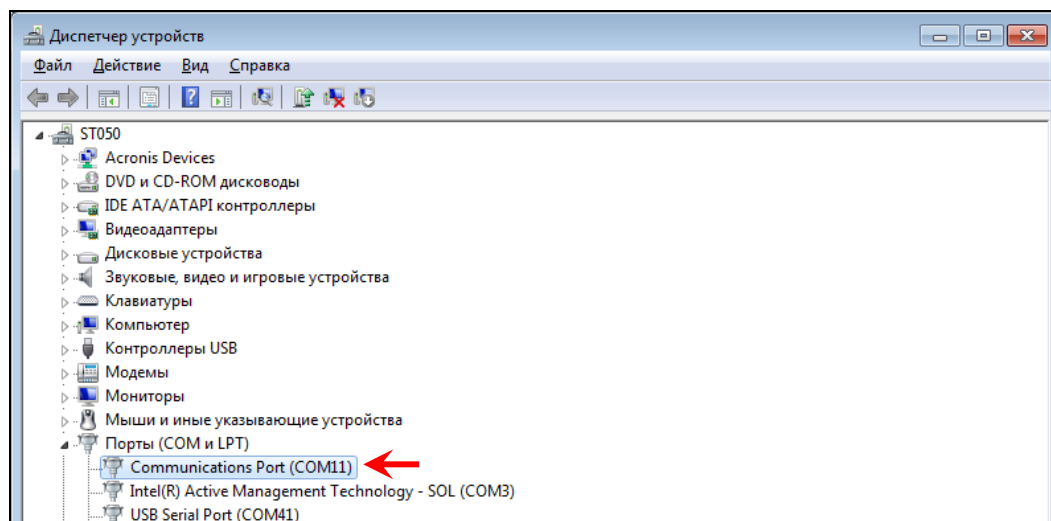 Диспетчер устройств
Файл Действие Вид Справка
ST050
Acronis Devices
DVD и CD-ROM дисководы
IDE ATA/ATAPI контроллеры
Видеоадаптеры
Дисковые устройства
Звуковые, видео и игровые устройства
Клавиатуры
Компьютер
Контроллеры USB
Модемы
Мониторы
Мыши и иные указывающие устройства
Порты (COM и LPT)
Communications Port (COM11)
Intel(R) Active Management Technology - SOL (COM3)
USB Serial Port (COM41)